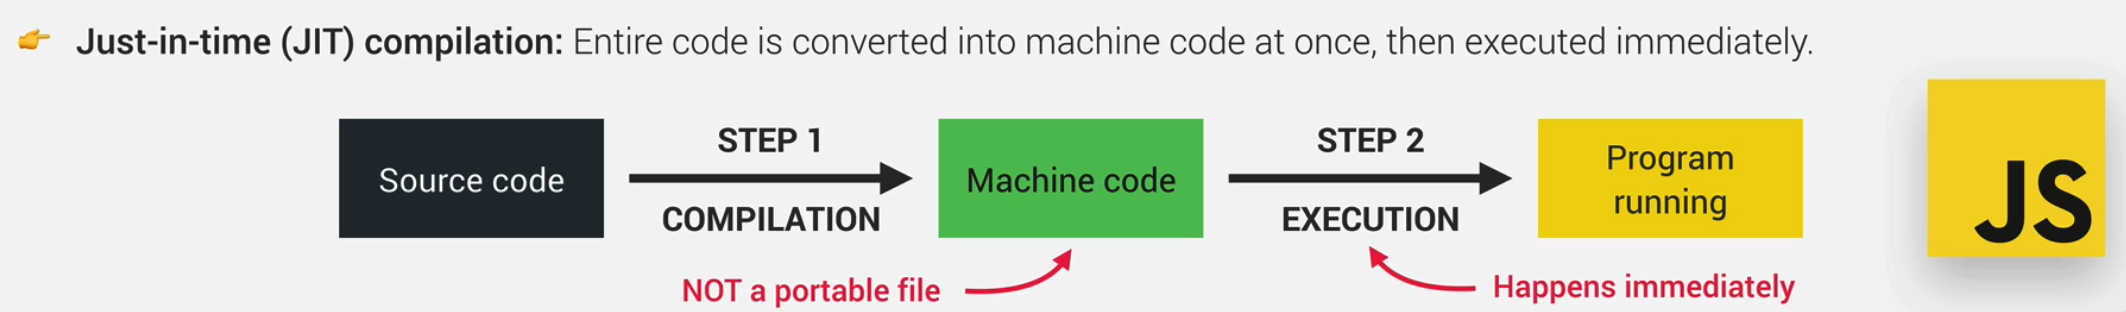 👉 Just-in-time (JIT) compilation: Entire code is converted into machine code at once, then executed immediately.
Source code
STEP 1
COMPILATION
Machine code
STEP 2
EXECUTION
Program
running
JS
NOT a portable file
Happens immediately